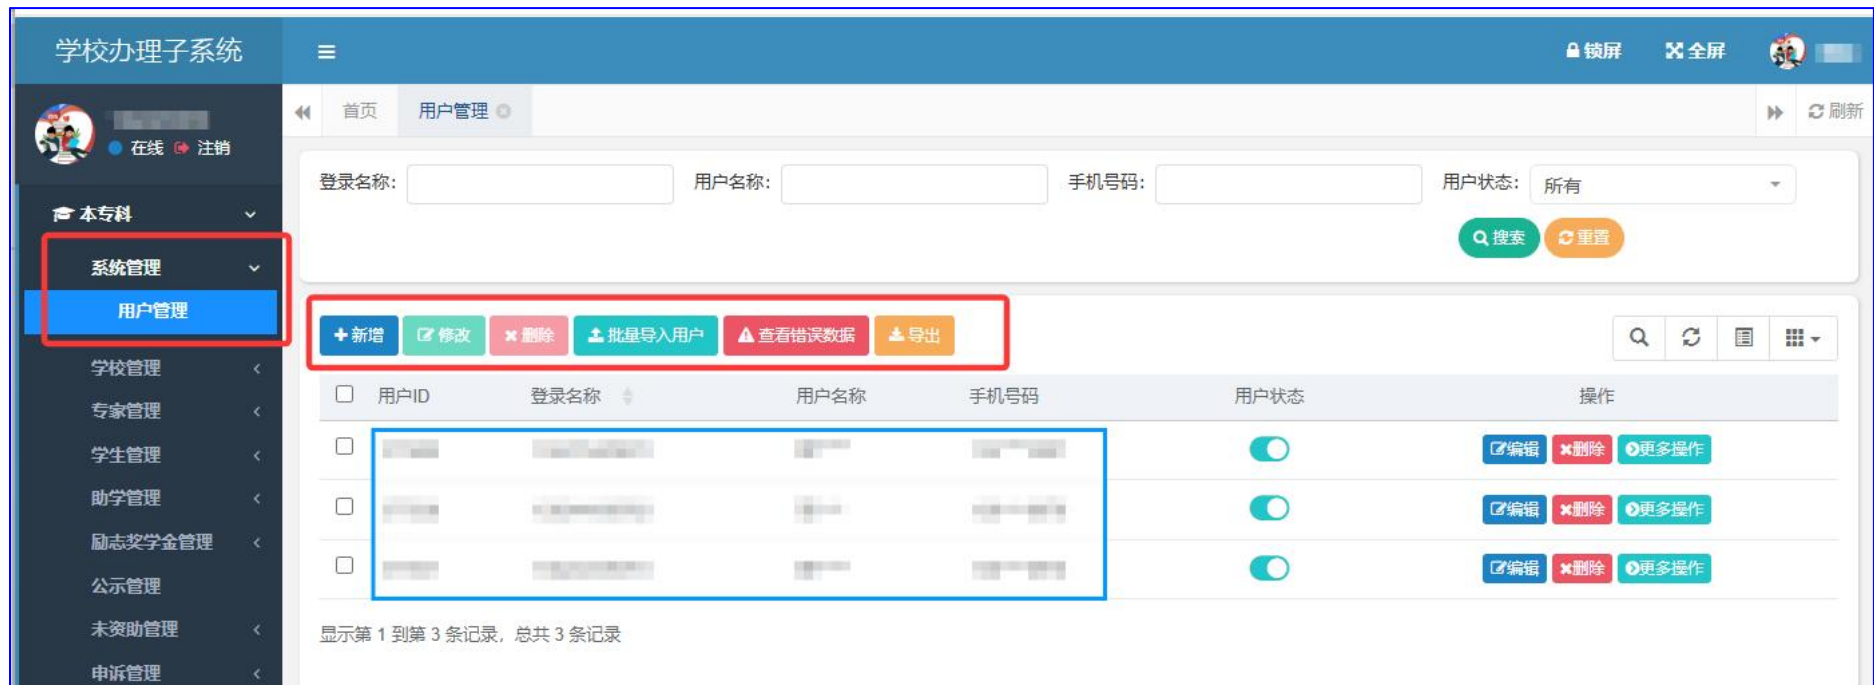 学校办理子系统
锁屏 全屏
在线 注销
首页 用户管理 刷新
登录名称: 用户名称: 手机号码: 用户状态: 所有
搜索 重置
本专科
系统管理
用户管理
学校管理
专家管理
学生管理
助学管理
励志奖学金管理
公示管理
未资助管理
申诉管理
新增 修改 删除 批量导入用户 查看错误数据 导出
用户ID 登录名称 用户名称 手机号码 用户状态 操作
编辑 删除 更多操作
编辑 删除 更多操作
编辑 删除 更多操作
显示第 1 到第 3 条记录, 总共 3 条记录